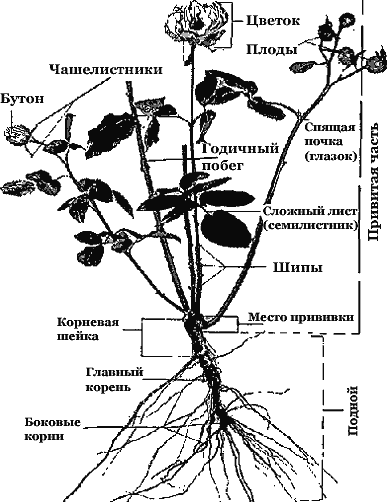 Цветок
Плоды
Чашелистники
Бутон
Спящая
почка
(глазок)
Годичный
побег
Сложный лист
(семилистник)
Шипы
Привитая часть
Место прививки
Корневая
шейка
Главный
корень
Боковые
корни
Подвой